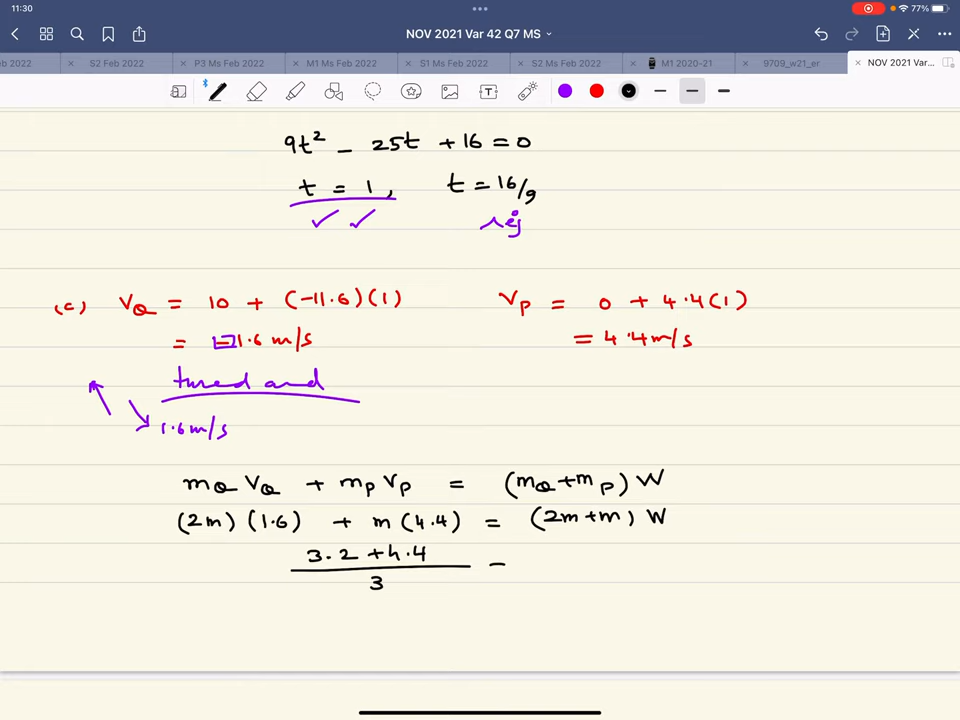 11:30
77%
NOV 2021 Var 42 Q7 MS
b 2022 S2 Feb 2022 P3 Ms Feb 2022 M1 Ms Feb 2022 S1 Ms Feb 2022 S2 Ms Feb 2022 M1 2020-21 9709_w21_er NOV 2021 Var...
9t² - 25t + 16 = 0
t = 1, t = 16/9
rej
(c) VQ = 10 + (-11.6)(1) VP = 0 + 4.4(1)
= -1.6 m/s = 4.4 m/s
turned and
1.6 m/s
mQ VQ + mP VP = (mQ + mP) W
(2m)(1.6) + m(4.4) = (2m+m) W
3.2 + 4.4 =
3